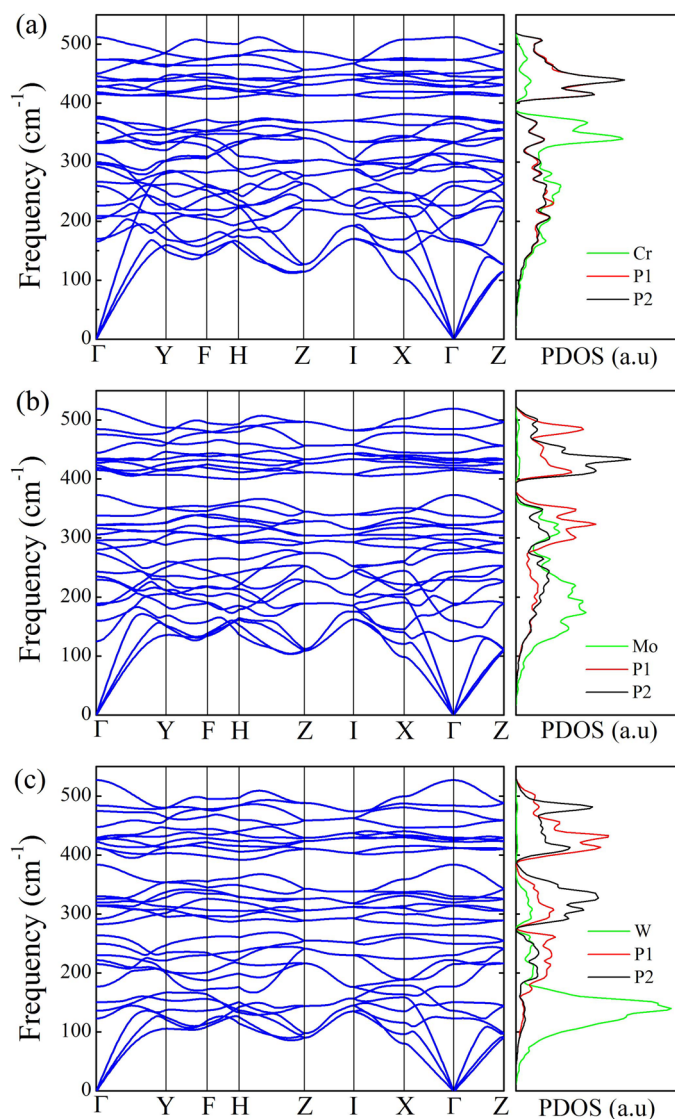 (a)
500
400
300
200
100
0
Frequency (cm⁻¹)
Γ Y F H Z I X Γ Z
Cr
P1
P2
PDOS (a.u)
(b)
500
400
300
200
100
0
Frequency (cm⁻¹)
Γ Y F H Z I X Γ Z
Mo
P1
P2
PDOS (a.u)
(c)
500
400
300
200
100
0
Frequency (cm⁻¹)
Γ Y F H Z I X Γ Z
W
P1
P2
PDOS (a.u)